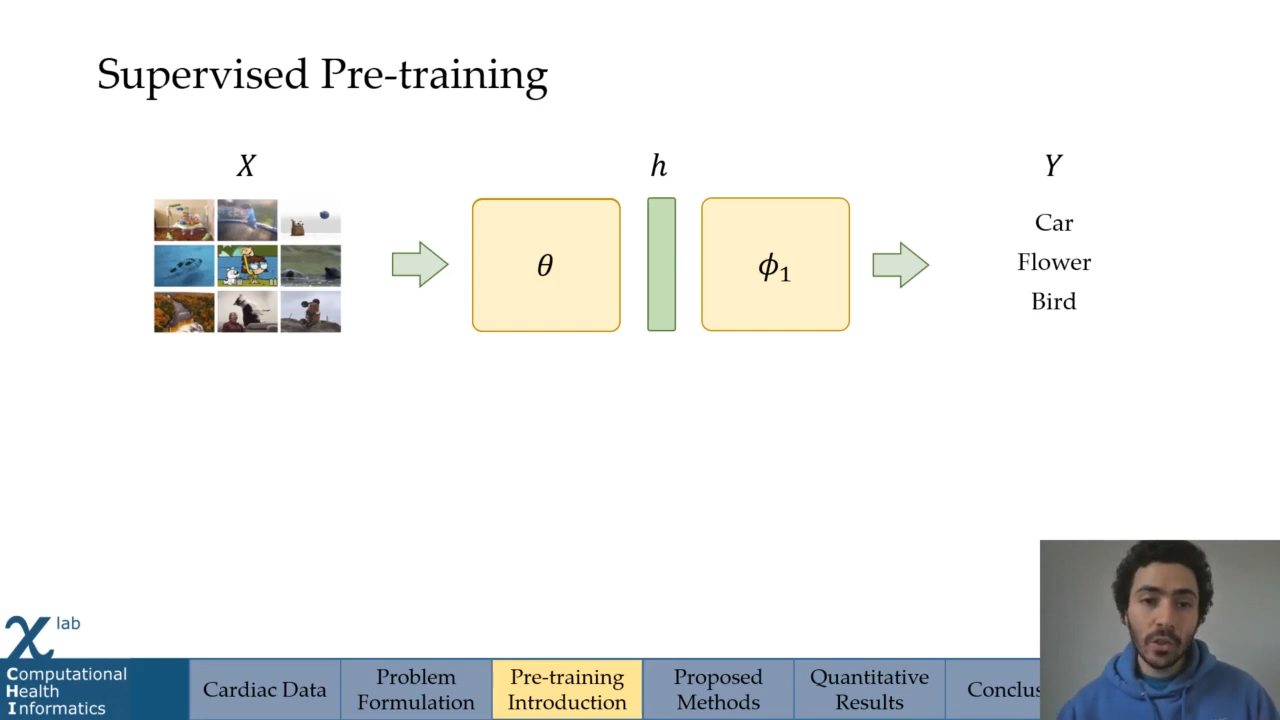 Supervised Pre-training
X
h
Y
θ
ϕ₁
Car
Flower
Bird
χ lab
Computational
Health
Informatics
Cardiac Data
Problem
Formulation
Pre-training
Introduction
Proposed
Methods
Quantitative
Results
Conclus